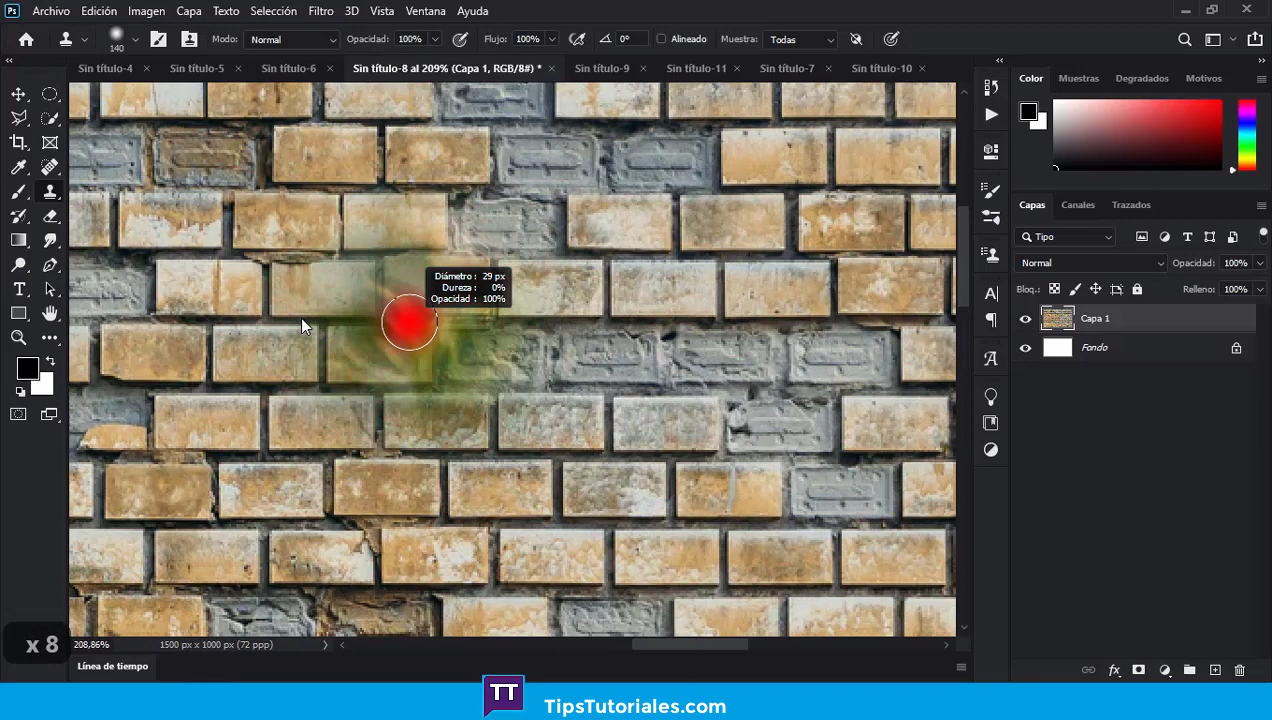 Ps Archivo Edición Imagen Capa Texto Selección Filtro 3D Vista Ventana Ayuda
140 Modo: Normal Opacidad: 100% Flujo: 100% 0° Alineado Muestra: Todas
Sin título-4 × Sin título-5 × Sin título-6 × Sin título-8 al 209% (Capa 1, RGB/8#) * × Sin título-9 × Sin título-11 × Sin título-7 × Sin título-10 ×
Color Muestras Degradados Motivos
Capas Canales Trazados
Tipo
Normal Opacidad: 100%
Bloq.: Relleno: 100%
Capa 1
Fondo
Diámetro : 29 px
Dureza : 0%
Opacidad : 100%
x 8
208,86% 1500 px x 1000 px (72 ppp)
Línea de tiempo
TT TipsTutoriales.com